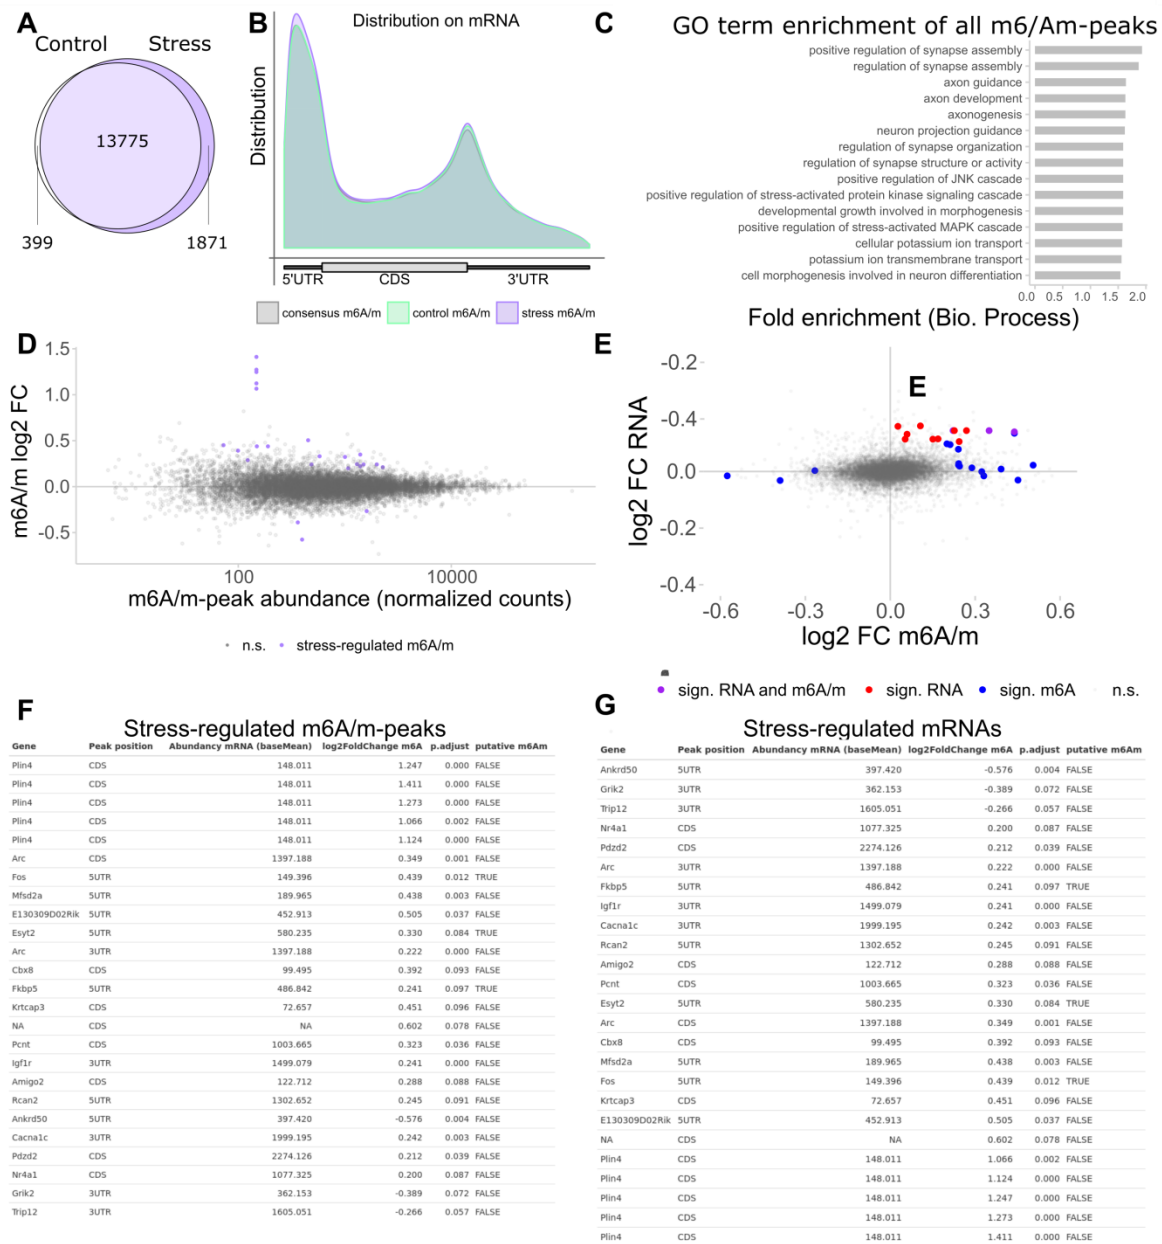 A
Control Stress
13775
399 1871
B
Distribution on mRNA
Distribution
5'UTR CDS 3'UTR
consensus m6A/m control m6A/m stress m6A/m
C
GO term enrichment of all m6/Am-peaks
positive regulation of synapse assembly
regulation of synapse assembly
axon guidance
axon development
axonogenesis
neuron projection guidance
regulation of synapse organization
regulation of synapse structure or activity
positive regulation of JNK cascade
positive regulation of stress-activated protein kinase signaling cascade
developmental growth involved in morphogenesis
positive regulation of stress-activated MAPK cascade
cellular potassium ion transport
potassium ion transmembrane transport
cell morphogenesis involved in neuron differentiation
0.0 0.5 1.0 1.5 2.0
Fold enrichment (Bio. Process)
D
m6A/m log2 FC
1.5
1.0
0.5
0.0
-0.5
100 10000
m6A/m-peak abundance (normalized counts)
n.s. stress-regulated m6A/m
E
E
log2 FC RNA
-0.2
-0.4
0.0
-0.2
-0.4
-0.6 -0.3 0.0 0.3 0.6
log2 FC m6A/m
sign. RNA and m6A/m sign. RNA sign. m6A n.s.
F
Stress-regulated m6A/m-peaks
Gene Peak position Abundancy mRNA (baseMean) log2FoldChange m6A p.adjust putative m6Am
Plin4 CDS 148.011 1.247 0.000 FALSE
Plin4 CDS 148.011 1.411 0.000 FALSE
Plin4 CDS 148.011 1.273 0.000 FALSE
Plin4 CDS 148.011 1.066 0.002 FALSE
Plin4 CDS 148.011 1.124 0.000 FALSE
Arc CDS 1397.188 0.349 0.001 FALSE
Fos 5UTR 149.396 0.439 0.012 TRUE
Mfsd2a 5UTR 189.965 0.438 0.003 FALSE
E130309D02Rik 5UTR 452.913 0.505 0.037 FALSE
Esyt2 5UTR 580.235 0.330 0.084 TRUE
Arc 3UTR 1397.188 0.222 0.000 FALSE
Cbx8 CDS 99.495 0.392 0.093 FALSE
Fkbp5 5UTR 486.842 0.241 0.097 TRUE
Krtcap3 CDS 72.657 0.451 0.096 FALSE
NA CDS NA 0.602 0.078 FALSE
Pcnt CDS 1003.665 0.323 0.036 FALSE
Igf1r 3UTR 1499.079 0.241 0.000 FALSE
Amigo2 CDS 122.712 0.288 0.088 FALSE
Rcan2 5UTR 1302.652 0.245 0.091 FALSE
Ankrd50 5UTR 397.420 -0.576 0.004 FALSE
Cacna1c 3UTR 1999.195 0.242 0.003 FALSE
Pdzd2 CDS 2274.126 0.212 0.039 FALSE
Nr4a1 CDS 1077.325 0.200 0.087 FALSE
Grik2 3UTR 362.153 -0.389 0.072 FALSE
Trip12 3UTR 1605.051 -0.266 0.057 FALSE
G
Stress-regulated mRNAs
Gene Peak position Abundancy mRNA (baseMean) log2FoldChange m6A p.adjust putative m6Am
Ankrd50 5UTR 397.420 -0.576 0.004 FALSE
Grik2 3UTR 362.153 -0.389 0.072 FALSE
Trip12 3UTR 1605.051 -0.266 0.057 FALSE
Nr4a1 CDS 1077.325 0.200 0.087 FALSE
Pdzd2 CDS 2274.126 0.212 0.039 FALSE
Arc 3UTR 1397.188 0.222 0.000 FALSE
Fkbp5 5UTR 486.842 0.241 0.097 TRUE
Igf1r 3UTR 1499.079 0.241 0.000 FALSE
Cacna1c 3UTR 1999.195 0.242 0.003 FALSE
Rcan2 5UTR 1302.652 0.245 0.091 FALSE
Amigo2 CDS 122.712 0.288 0.088 FALSE
Pcnt CDS 1003.665 0.323 0.036 FALSE
Esyt2 5UTR 580.235 0.330 0.084 TRUE
Arc CDS 1397.188 0.349 0.001 FALSE
Cbx8 CDS 99.495 0.392 0.093 FALSE
Mfsd2a 5UTR 189.965 0.438 0.003 FALSE
Fos 5UTR 149.396 0.439 0.012 TRUE
Krtcap3 CDS 72.657 0.451 0.096 FALSE
E130309D02Rik 5UTR 452.913 0.505 0.037 FALSE
NA CDS NA 0.602 0.078 FALSE
Plin4 CDS 148.011 1.066 0.002 FALSE
Plin4 CDS 148.011 1.124 0.000 FALSE
Plin4 CDS 148.011 1.247 0.000 FALSE
Plin4 CDS 148.011 1.273 0.000 FALSE
Plin4 CDS 148.011 1.411 0.000 FALSE